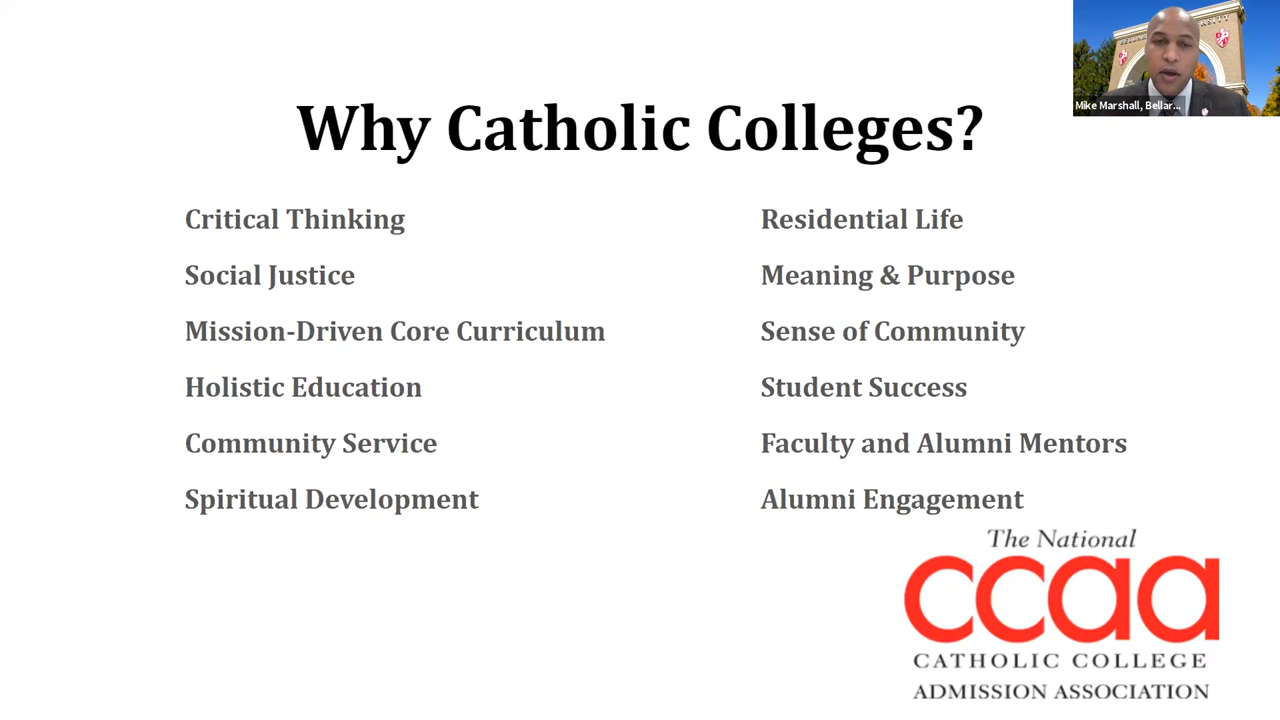 Mike Marshall, Bellar...
Why Catholic Colleges?
Critical Thinking
Social Justice
Mission-Driven Core Curriculum
Holistic Education
Community Service
Spiritual Development
Residential Life
Meaning & Purpose
Sense of Community
Student Success
Faculty and Alumni Mentors
Alumni Engagement
The National
ccaa
CATHOLIC COLLEGE
ADMISSION ASSOCIATION